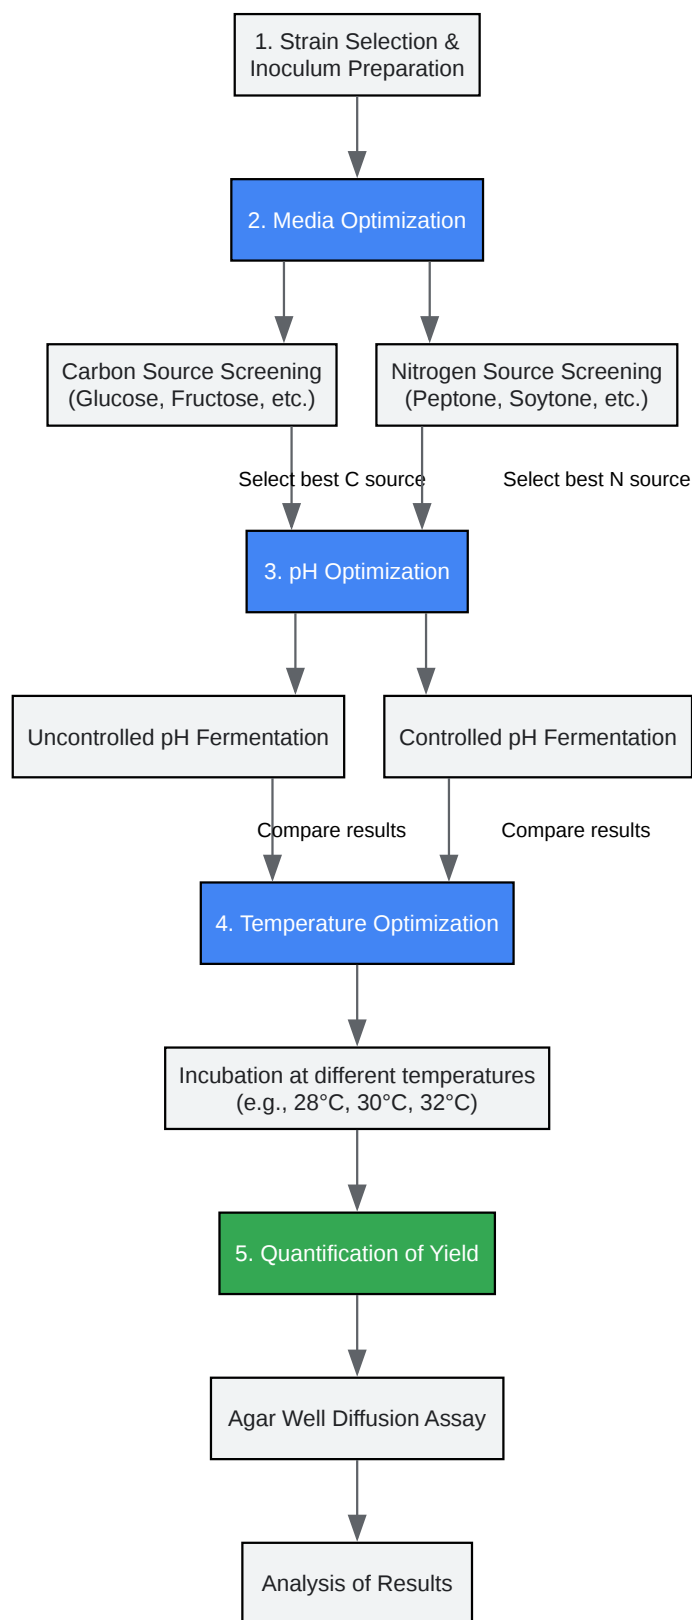 1. Strain Selection &
Inoculum Preparation
2. Media Optimization
Carbon Source Screening
(Glucose, Fructose, etc.)
Nitrogen Source Screening
(Peptone, Soytone, etc.)
Select best C source
Select best N source
3. pH Optimization
Uncontrolled pH Fermentation
Controlled pH Fermentation
Compare results
Compare results
4. Temperature Optimization
Incubation at different temperatures
(e.g., 28°C, 30°C, 32°C)
5. Quantification of Yield
Agar Well Diffusion Assay
Analysis of Results